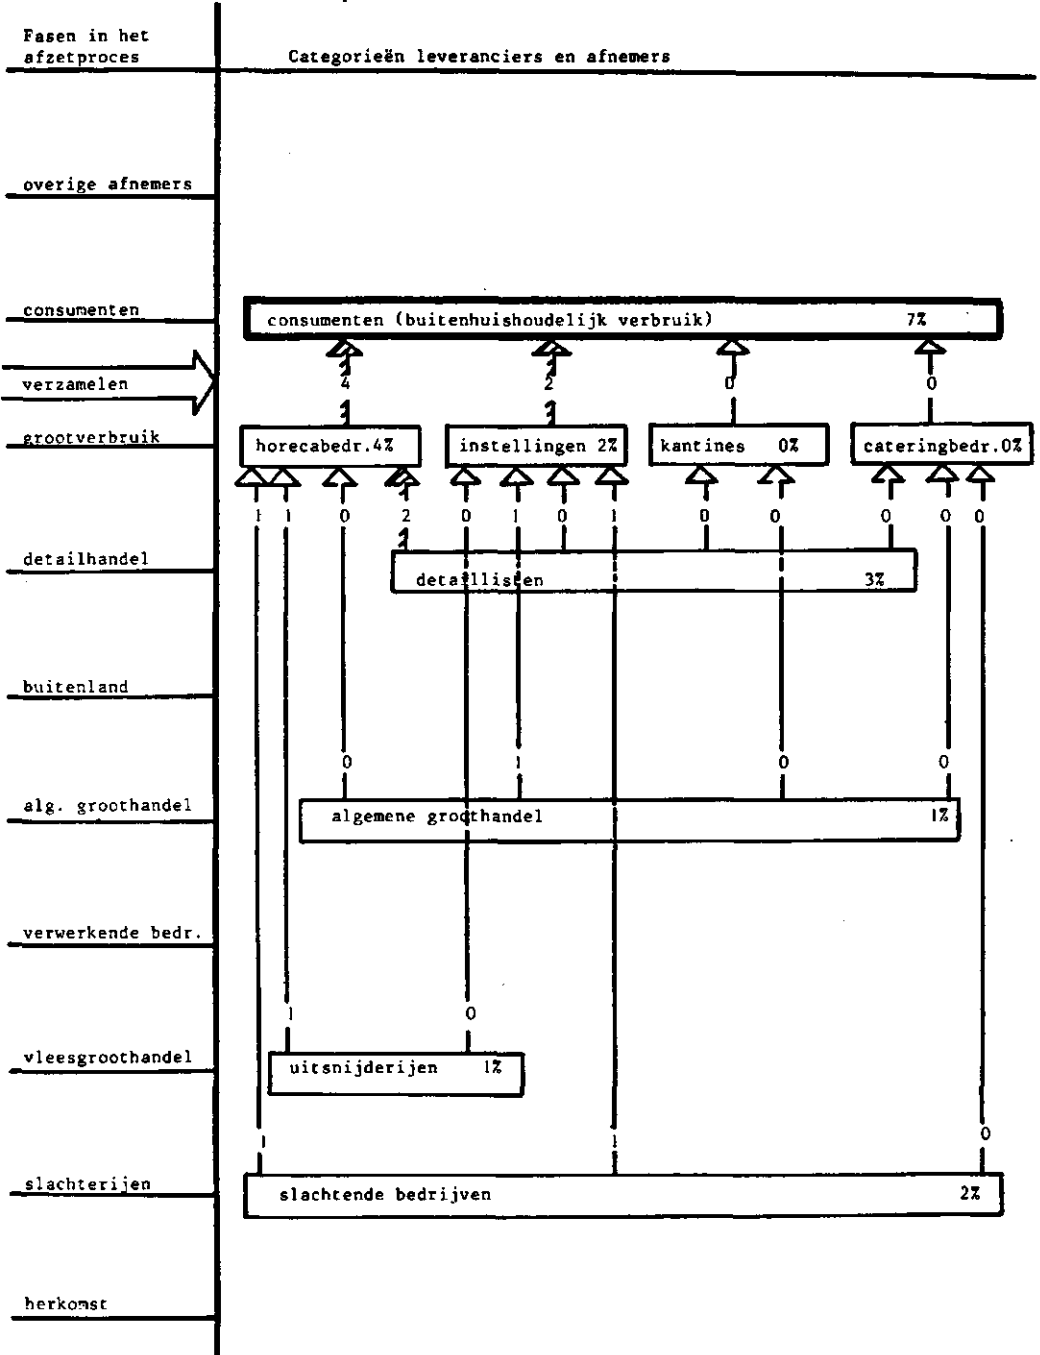 Fasen in het
afzetproces
Categorieën leveranciers en afnemers
overige afnemers
consumenten
consumenten (buitenhuishoudelijk verbruik) 7%
verzamelen
4 2 0 0
grootverbruik
horecabedr.4% instellingen 2% kantines 0% cateringbedr.0%
1 1 0 2 0 1 0 1 0 0 0 0 0
detailhandel
detaillisten 3%
buitenland
0 1 0 0
alg. groothandel
algemene groothandel 1%
verwerkende bedr.
1 0
vleesgroothandel
uitsnijderijen 1%
1 1 0
slachterijen
slachtende bedrijven 2%
herkomst